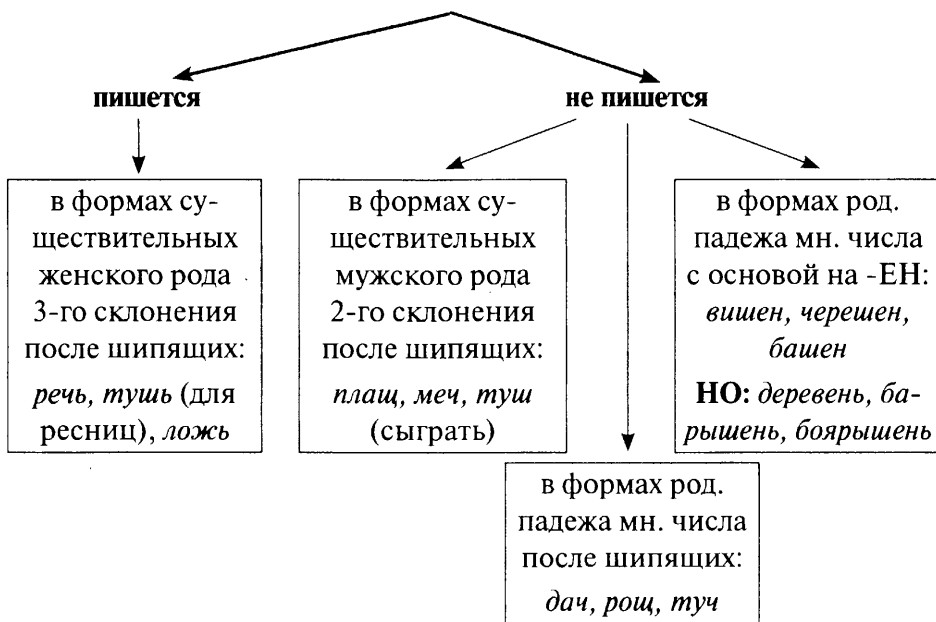 пишется
не пишется
в формах су-
ществительных
женского рода
3-го склонения
после шипящих:
речь, тушь (для
ресниц), ложь
в формах су-
ществительных
мужского рода
2-го склонения
после шипящих:
плащ, меч, туш
(сыграть)
в формах род.
падежа мн. числа
с основой на -ЕН:
вишен, черешен,
башен
НО: деревень, ба-
рышень, боярышень
в формах род.
падежа мн. числа
после шипящих:
дач, рощ, туч